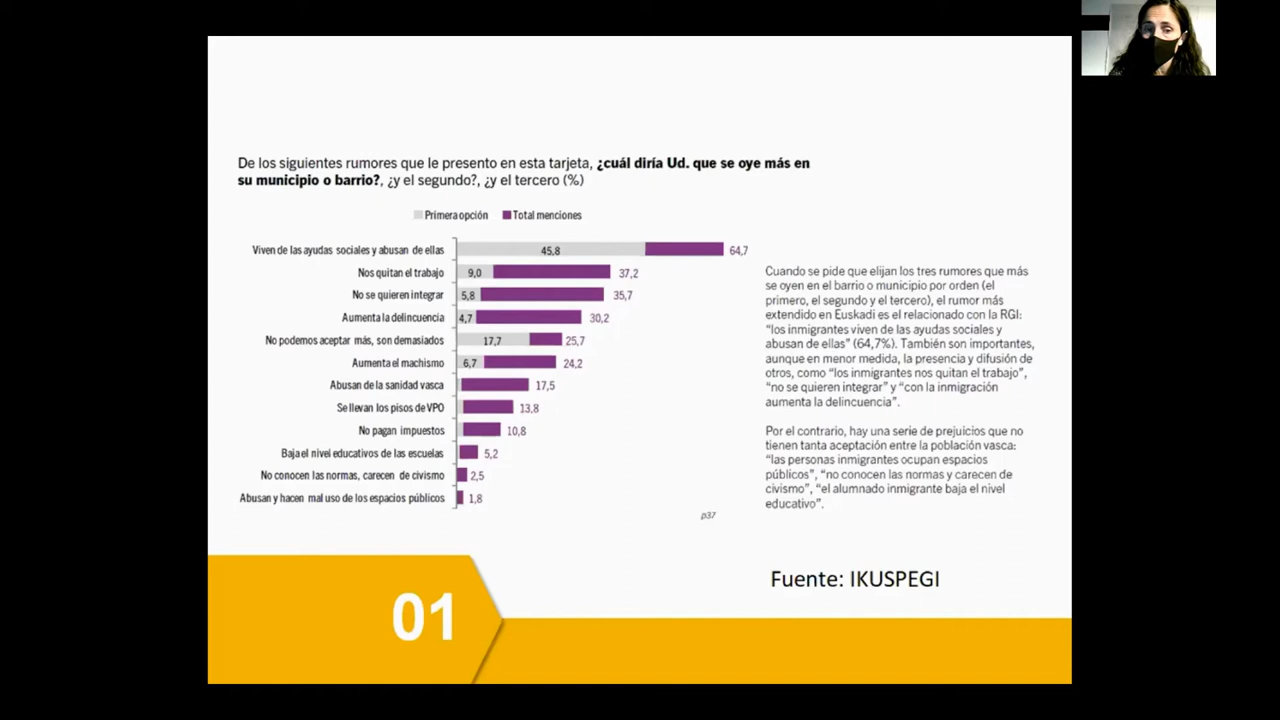 De los siguientes rumores que le presento en esta tarjeta, ¿cuál diría Ud. que se oye más en
su municipio o barrio?, ¿y el segundo?, ¿y el tercero (%)
Primera opción Total menciones
Viven de las ayudas sociales y abusan de ellas 45,8 64,7
Nos quitan el trabajo 9,0 37,2
No se quieren integrar 5,8 35,7
Aumenta la delincuencia 4,7 30,2
No podemos aceptar más, son demasiados 17,7 25,7
Aumenta el machismo 6,7 24,2
Abusan de la sanidad vasca 17,5
Se llevan los pisos de VPO 13,8
No pagan impuestos 10,8
Baja el nivel educativos de las escuelas 5,2
No conocen las normas, carecen de civismo 2,5
Abusan y hacen mal uso de los espacios públicos 1,8
p37
Cuando se pide que elijan los tres rumores que más
se oyen en el barrio o municipio por orden (el
primero, el segundo y el tercero), el rumor más
extendido en Euskadi es el relacionado con la RGI:
“los inmigrantes viven de las ayudas sociales y
abusan de ellas” (64,7%). También son importantes,
aunque en menor medida, la presencia y difusión de
otros, como “los inmigrantes nos quitan el trabajo”,
“no se quieren integrar” y “con la inmigración
aumenta la delincuencia”.
Por el contrario, hay una serie de prejuicios que no
tienen tanta aceptación entre la población vasca:
“las personas inmigrantes ocupan espacios
públicos”, “no conocen las normas y carecen de
civismo”, “el alumnado inmigrante baja el nivel
educativo”.
Fuente: IKUSPEGI
01